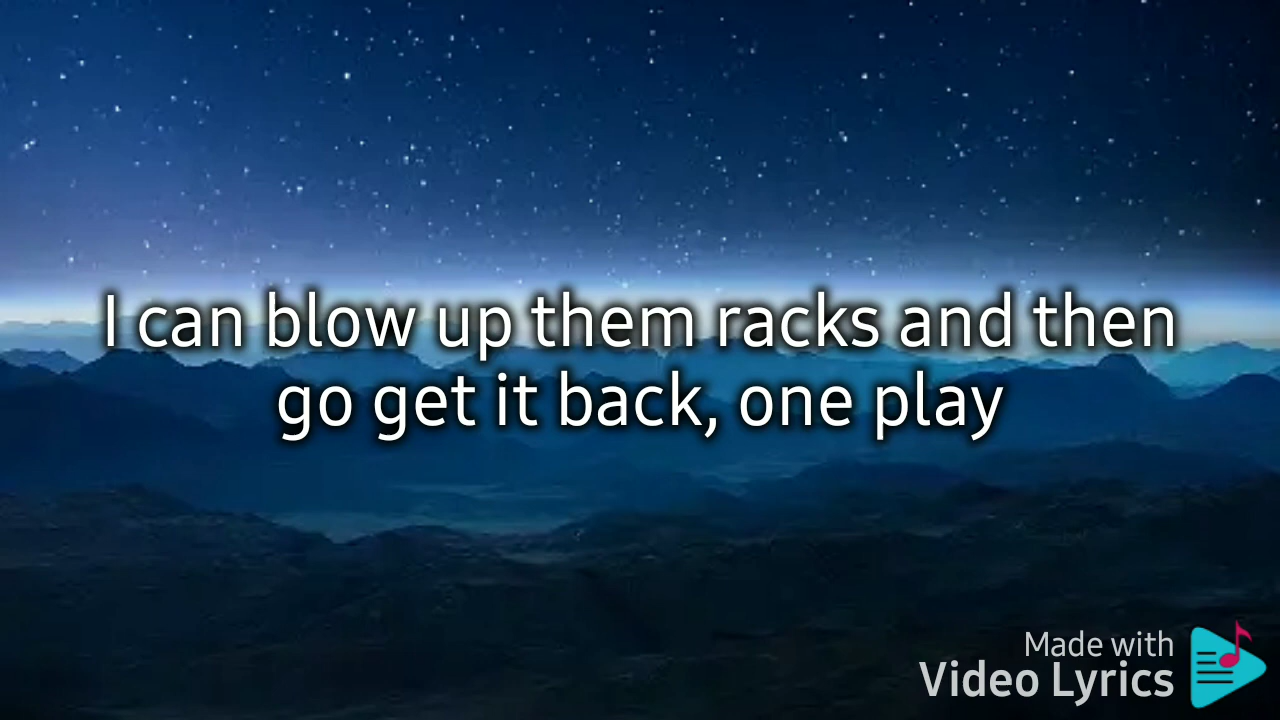 I can blow up them racks and then
go get it back, one play
Made with
Video Lyrics